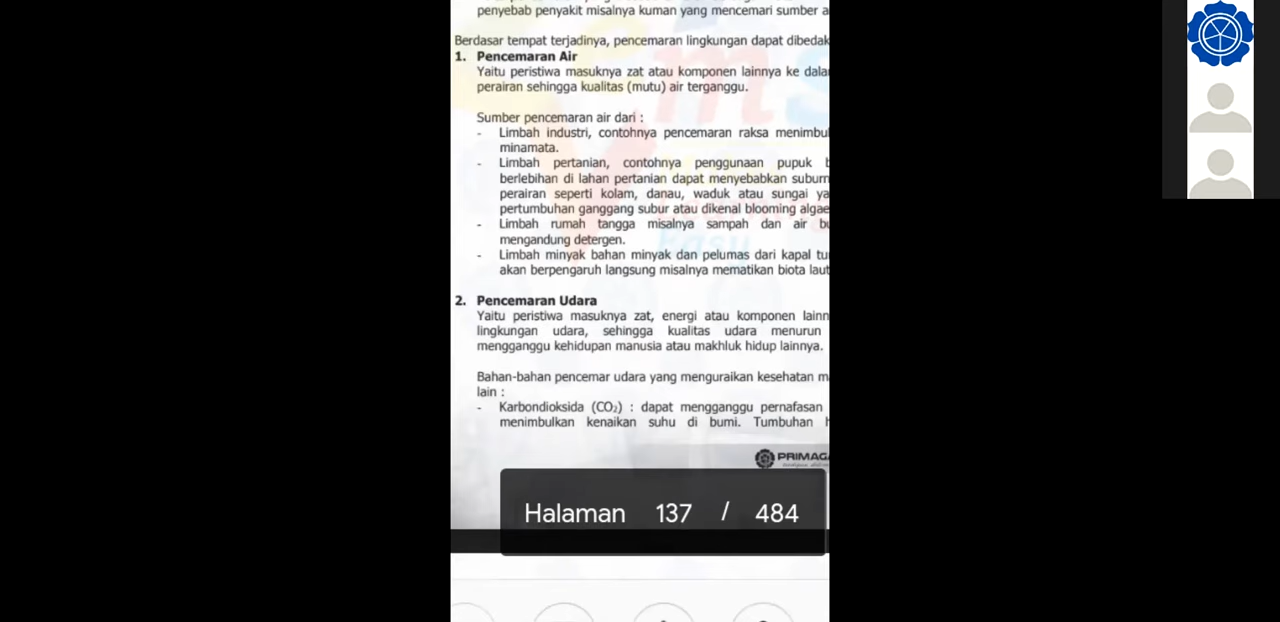 penyebab penyakit misalnya kuman yang mencemari sumber a
Berdasar tempat terjadinya, pencemaran lingkungan dapat dibedak
1. Pencemaran Air
Yaitu peristiwa masuknya zat atau komponen lainnya ke dala
perairan sehingga kualitas (mutu) air terganggu.
Sumber pencemaran air dari :
- Limbah industri, contohnya pencemaran raksa menimbul
minamata.
- Limbah pertanian, contohnya penggunaan pupuk b
berlebihan di lahan pertanian dapat menyebabkan suburn
perairan seperti kolam, danau, waduk atau sungai ya
pertumbuhan ganggang subur atau dikenal blooming algae
- Limbah rumah tangga misalnya sampah dan air bu
mengandung detergen.
- Limbah minyak bahan minyak dan pelumas dari kapal tu
akan berpengaruh langsung misalnya mematikan biota laut
2. Pencemaran Udara
Yaitu peristiwa masuknya zat, energi atau komponen lainn
lingkungan udara, sehingga kualitas udara menurun
mengganggu kehidupan manusia atau makhluk hidup lainnya.
Bahan-bahan pencemar udara yang menguraikan kesehatan m
lain :
- Karbondioksida (CO₂) : dapat mengganggu pernafasan
menimbulkan kenaikan suhu di bumi. Tumbuhan h
PRIMAGA
Halaman 137 / 484